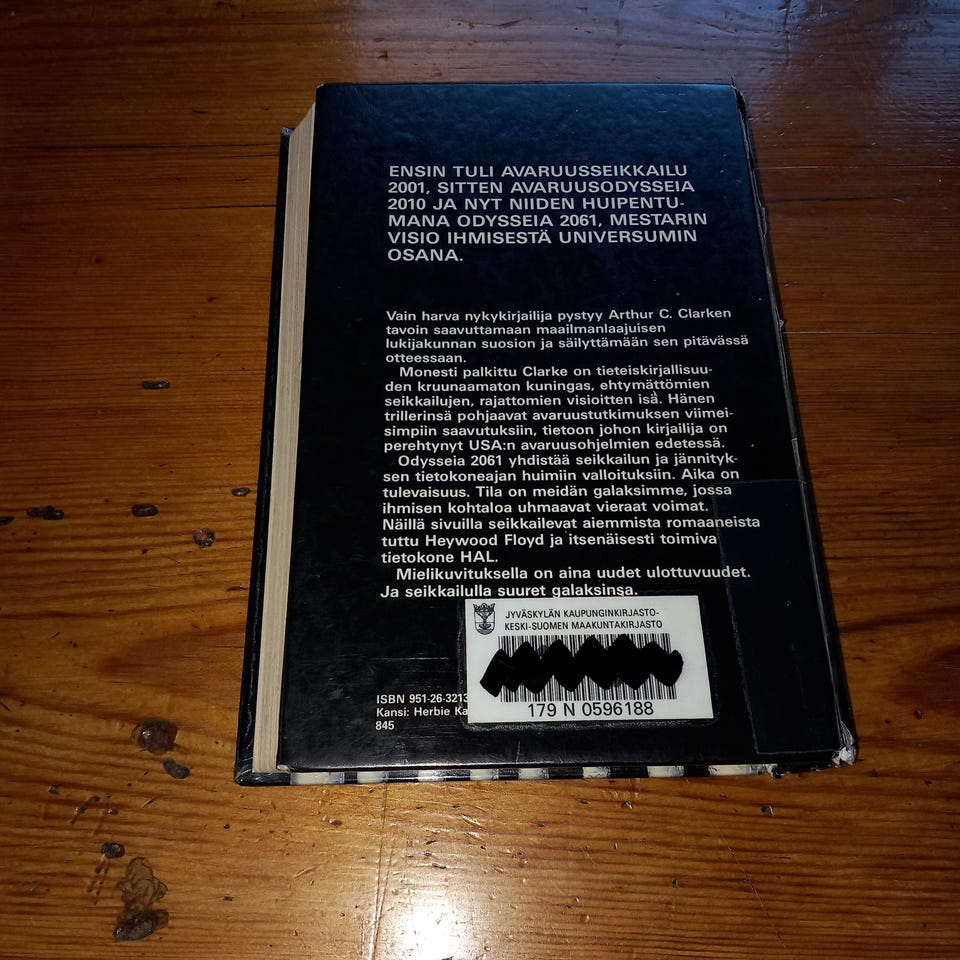 ENSIN TULI AVARUUSSEIKKAILU
2001, SITTEN AVARUUSODYSSEIA
2010 JA NYT NIIDEN HUIPENTU-
MANA ODYSSEIA 2061, MESTARIN
VISIO IHMISESTÄ UNIVERSUMIN
OSANA.
Vain harva nykykirjailija pystyy Arthur C. Clarken
tavoin saavuttamaan maailmanlaajuisen
lukijakunnan suosion ja säilyttämään sen pitävässä
otteessaan.
Monesti palkittu Clarke on tieteiskirjallisuu-
den kruunaamaton kuningas, ehtymättömien
seikkailujen, rajattomien visioitten isä. Hänen
trillerinsä pohjaavat avaruustutkimuksen viimei-
simpiin saavutuksiin, tietoon johon kirjailija on
perehtynyt USA:n avaruusohjelmien edetessä.
Odysseia 2061 yhdistää seikkailun ja jännityk-
sen tietokoneajan huimiin valloituksiin. Aika on
tulevaisuus. Tila on meidän galaksimme, jossa
ihmisen kohtaloa uhmaavat vieraat voimat.
Näillä sivuilla seikkailevat aiemmista romaaneista
tuttu Heywood Floyd ja itsenäisesti toimiva
tietokone HAL.
Mielikuvituksella on aina uudet ulottuvuudet.
Ja seikkailulla suuret galaksinsa.
JYVÄSKYLÄN KAUPUNGINKIRJASTO-
KESKI-SUOMEN MAAKUNTAKIRJASTO
179 N 0596188
ISBN 951-26-3213
Kansi: Herbie
845